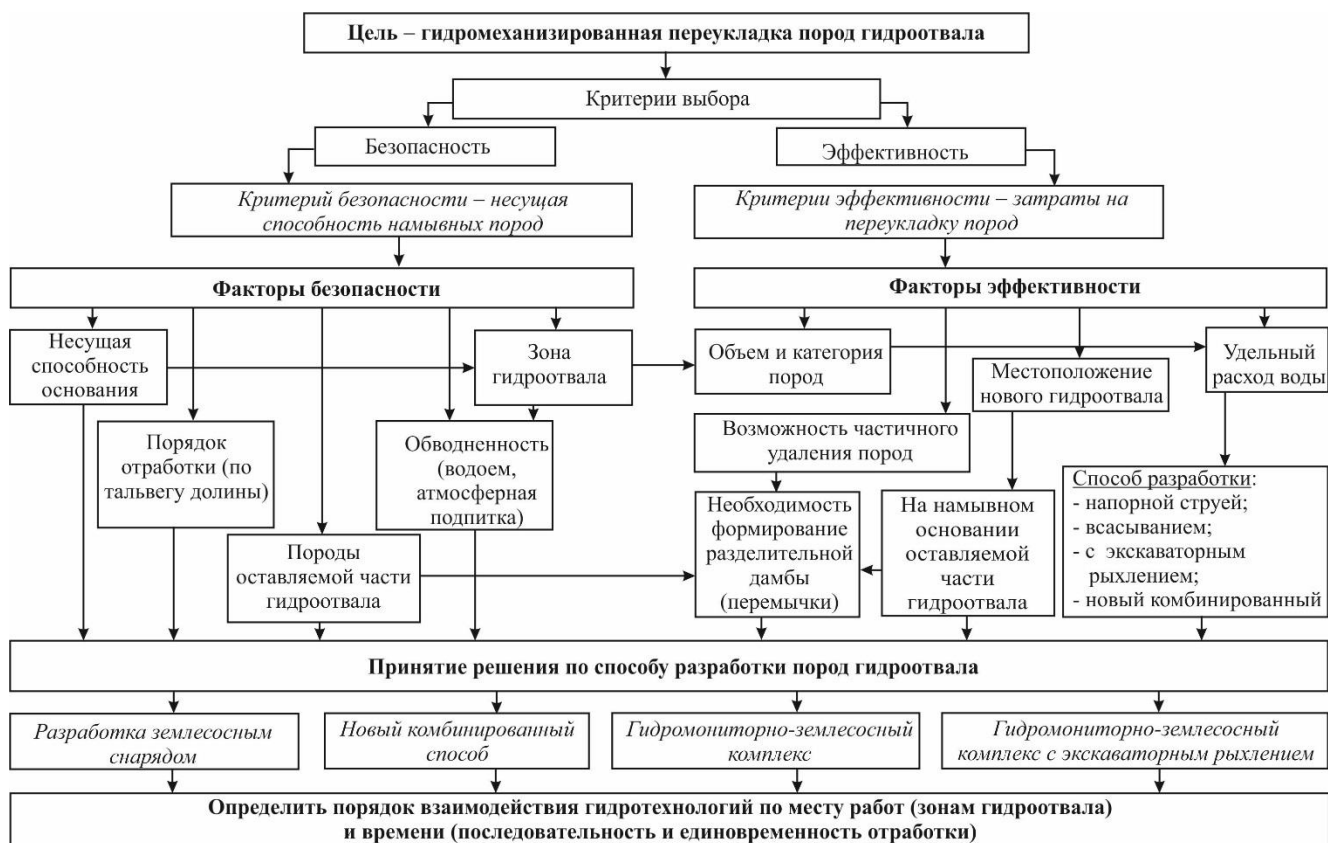 Цель – гидромеханизированная переукладка пород гидроотвала
Критерии выбора
Безопасность
Эффективность
Критерий безопасности – несущая
способность намывных пород
Критерии эффективности – затраты на
переукладку пород
Факторы безопасности
Факторы эффективности
Несущая
способность
основания
Зона
гидроотвала
Объем и категория
пород
Местоположение
нового гидроотвала
Удельный
расход воды
Порядок
отработки (по
тальвегу долины)
Обводненность
(водоем,
атмосферная
подпитка)
Возможность частичного
удаления пород
Породы
оставляемой части
гидроотвала
Необходимость
формирование
разделительной
дамбы
(перемычки)
На намывном
основании
оставляемой
части
гидроотвала
Способ разработки:
- напорной струей;
- всасыванием;
- с экскаваторным
рыхлением;
- новый комбинированный
Принятие решения по способу разработки пород гидроотвала
Разработка землесосным
снарядом
Новый комбинированный
способ
Гидромониторно-землесосный
комплекс
Гидромониторно-землесосный
комплекс с экскаваторным рыхлением
Определить порядок взаимодействия гидротехнологий по месту работ (зонам гидроотвала)
и времени (последовательность и единовременность отработки)